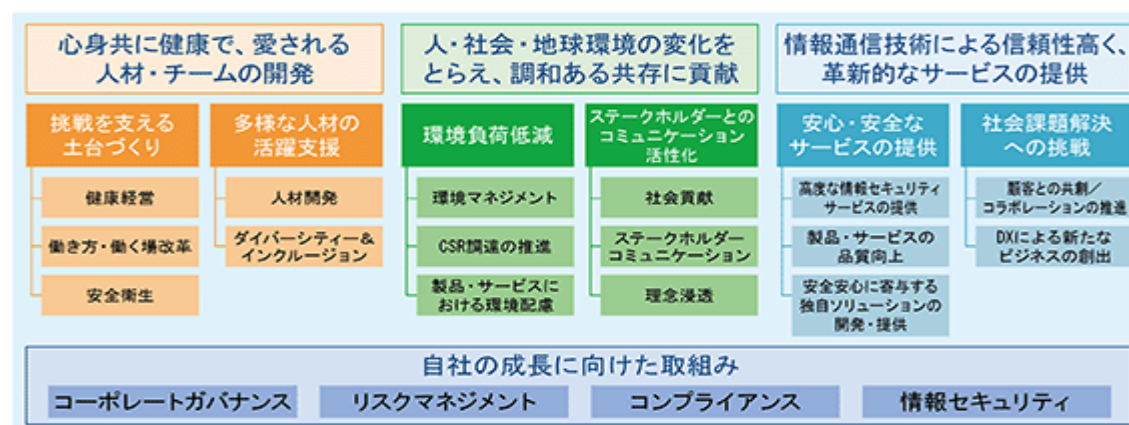 心身共に健康で、愛される
人材・チームの開発
挑戦を支える
土台づくり
健康経営
働き方・働く場改革
安全衛生
多様な人材の
活躍支援
人材開発
ダイバーシティー＆
インクルージョン
人・社会・地球環境の変化を
とらえ、調和ある共存に貢献
環境負荷低減
環境マネジメント
CSR調達の推進
製品・サービスに
おける環境配慮
ステークホルダーとの
コミュニケーション
活性化
社会貢献
ステークホルダー
コミュニケーション
理念浸透
情報通信技術による信頼性高く、
革新的なサービスの提供
安心・安全な
サービスの提供
高度な情報セキュリティ
サービスの提供
製品・サービスの
品質向上
安全安心に寄与する
独自ソリューションの
開発・提供
社会課題解決
への挑戦
顧客との共創／
コラボレーションの推進
DXによる新たな
ビジネスの創出
自社の成長に向けた取組み
コーポレートガバナンス
リスクマネジメント
コンプライアンス
情報セキュリティ